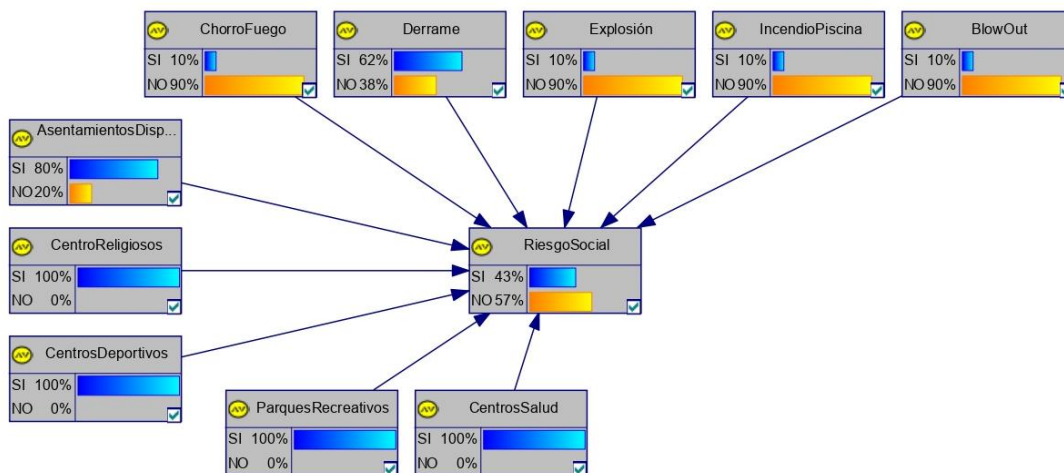 ChorroFuego
SI 10%
NO 90%
Derrame
SI 62%
NO 38%
Explosión
SI 10%
NO 90%
IncendioPiscina
SI 10%
NO 90%
BlowOut
SI 10%
NO 90%
AsentamientosDisp...
SI 80%
NO 20%
CentroReligiosos
SI 100%
NO 0%
RiesgoSocial
SI 43%
NO 57%
CentrosDeportivos
SI 100%
NO 0%
ParquesRecreativos
SI 100%
NO 0%
CentrosSalud
SI 100%
NO 0%